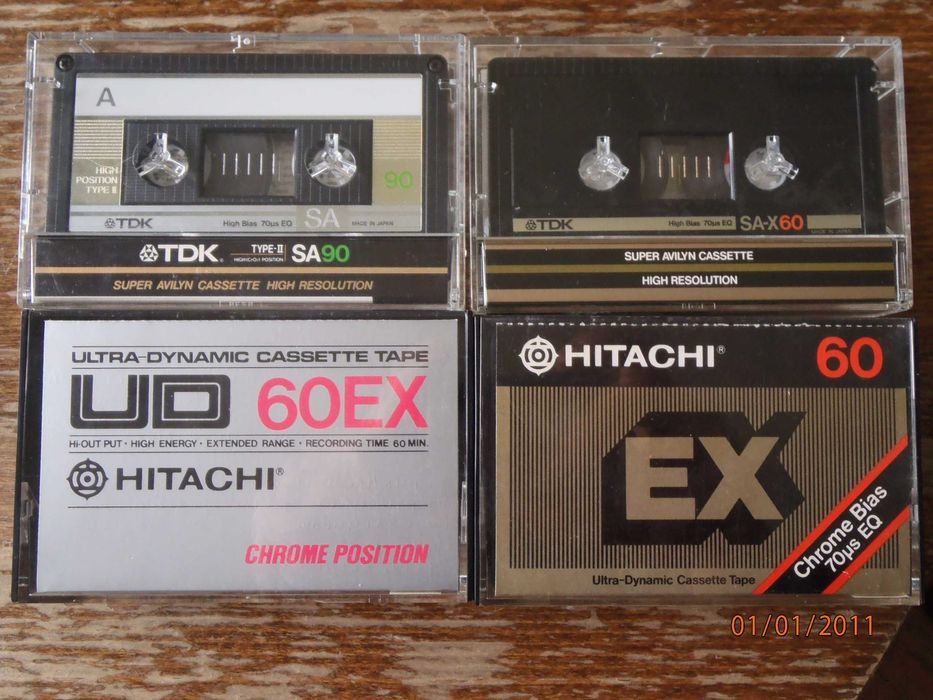 A
HIGH
POSITION
TYPE II
90
TDK High Bias 70µs EQ SA MADE IN JAPAN
TDK. TYPE-II SA90
HIGH(CrO2) POSITION
SUPER AVILYN CASSETTE HIGH RESOLUTION
TDK High Bias 70µs EQ SA-X60 MADE IN JAPAN
SUPER AVILYN CASSETTE
HIGH RESOLUTION
ULTRA-DYNAMIC CASSETTE TAPE
UD 60EX
Hi-OUT PUT • HIGH ENERGY • EXTENDED RANGE • RECORDING TIME 60 MIN.
HITACHI®
CHROME POSITION
HITACHI® 60
EX
Chrome Bias
70µs EQ
Ultra-Dynamic Cassette Tape
01/01/2011